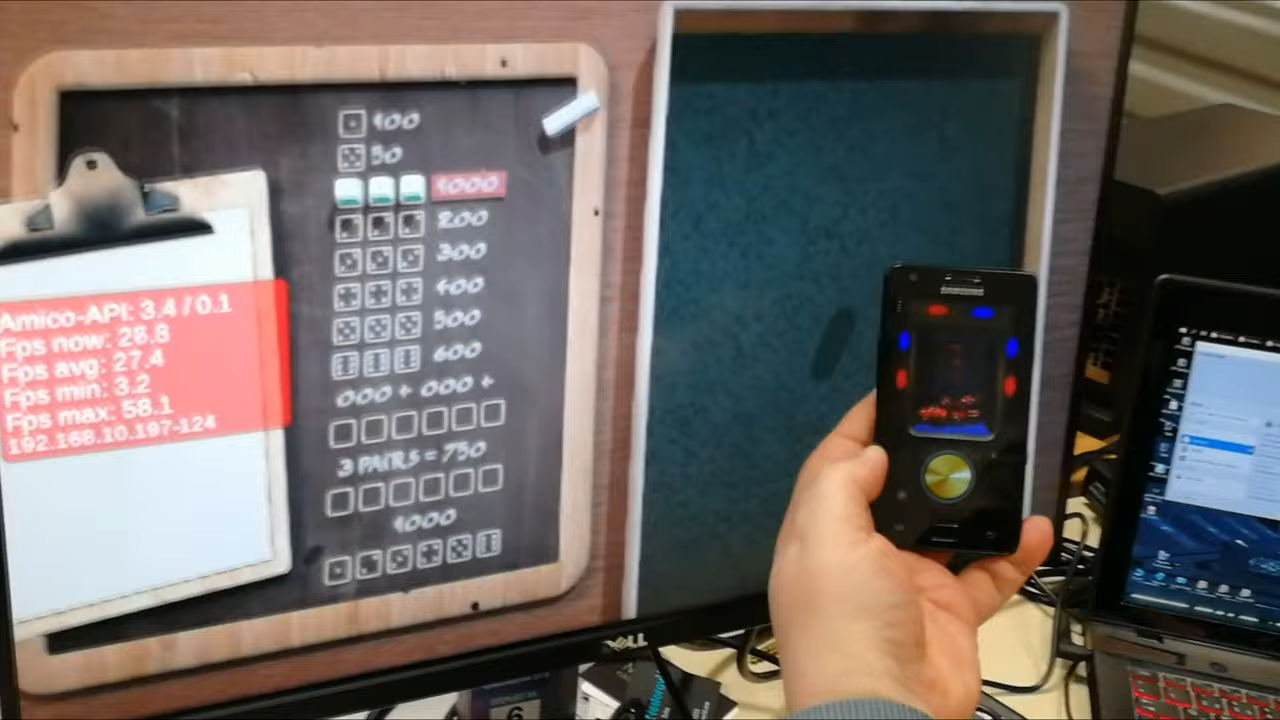 100
50
1000
200
300
400
500
600
000 + 000 +
3 PAIRS = 750
1000
Amico-API: 3.4 / 0.1
Fps now: 28.8
Fps avg: 27.4
Fps min: 3.2
Fps max: 58.1
192.168.10.197-124
SAMSUNG
DELL
6